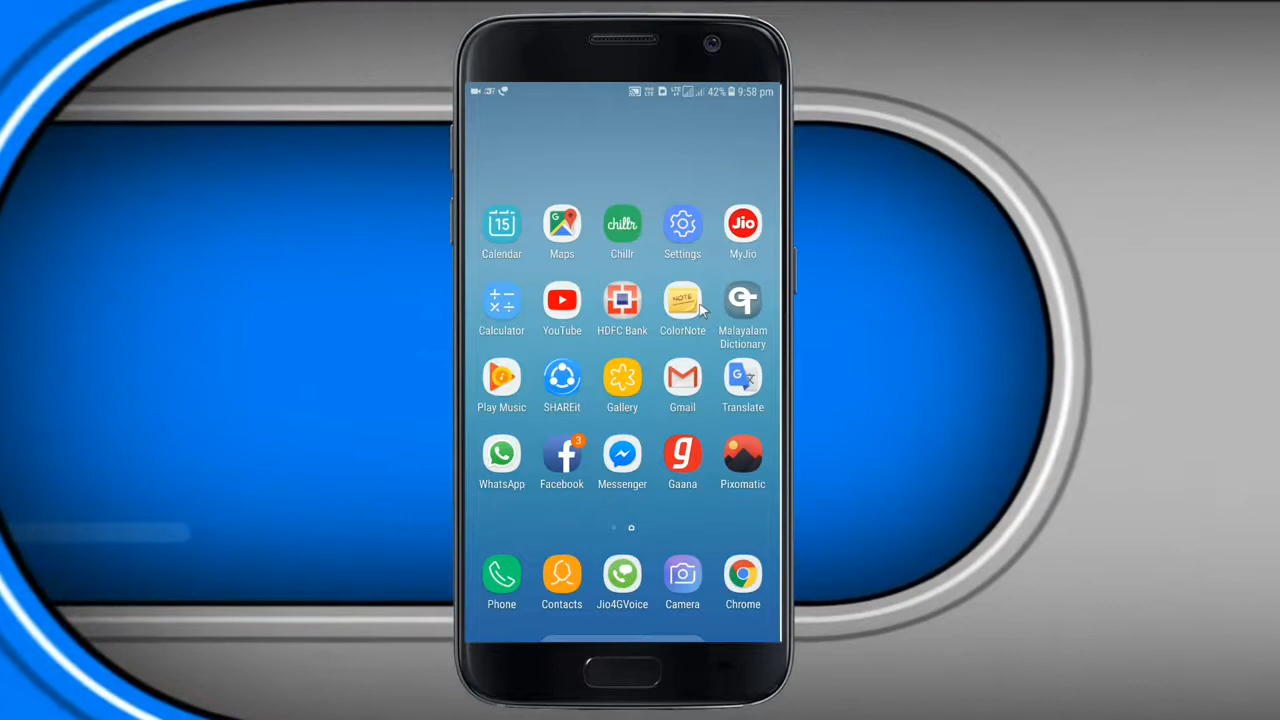 42% 9:58 pm
15 G chillr Jio
Calendar Maps Chillr Settings MyJio
NOTE
Calculator YouTube HDFC Bank ColorNote Malayalam
Dictionary
G
Play Music SHAREit Gallery Gmail Translate
3
WhatsApp Facebook Messenger Gaana Pixomatic
Phone Contacts Jio4GVoice Camera Chrome